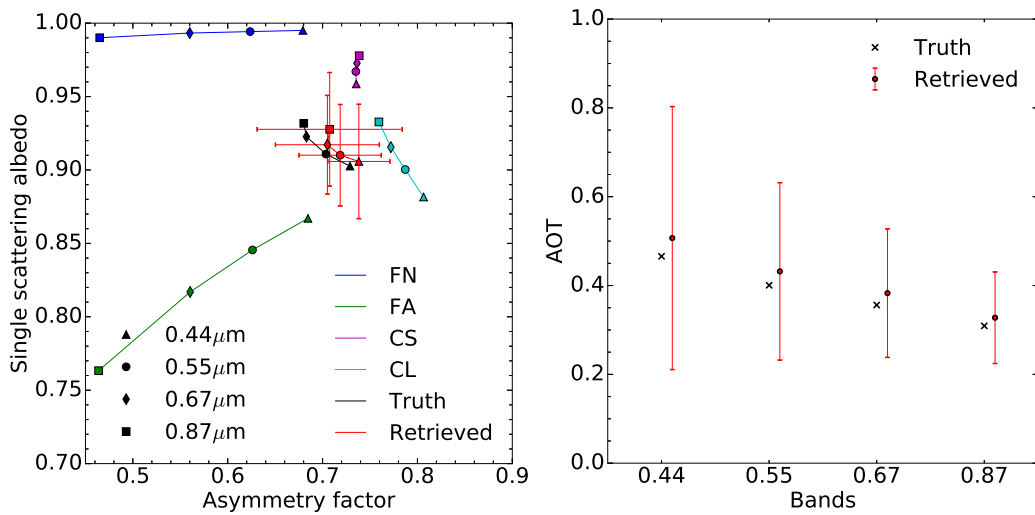 1.00
0.95
0.90
0.85
0.80
0.75
0.70
Single scattering albedo
0.5 0.6 0.7 0.8 0.9
Asymmetry factor
0.44μm
0.55μm
0.67μm
0.87μm
FN
FA
CS
CL
Truth
Retrieved
1.0
0.8
0.6
0.4
0.2
0.0
AOT
0.44 0.55 0.67 0.87
Bands
Truth
Retrieved